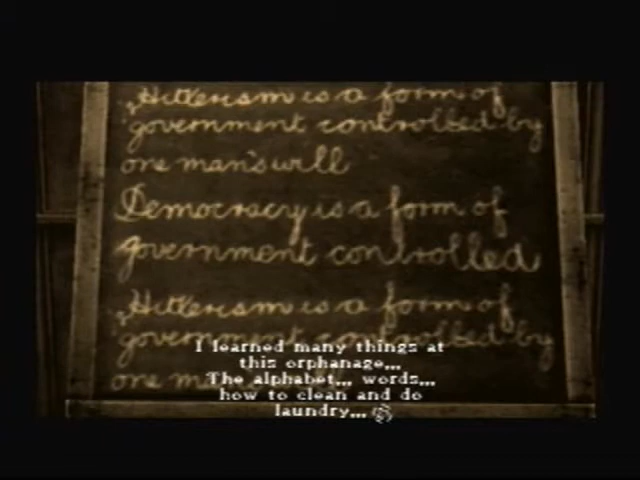 Hitlerism is a form of
government controlled by
one man's will
Democracy is a form of
government controlled
Hitlerism is a form of
government controlled by
one
I learned many things at
this orphanage...
The alphabet... words...
how to clean and do
laundry...